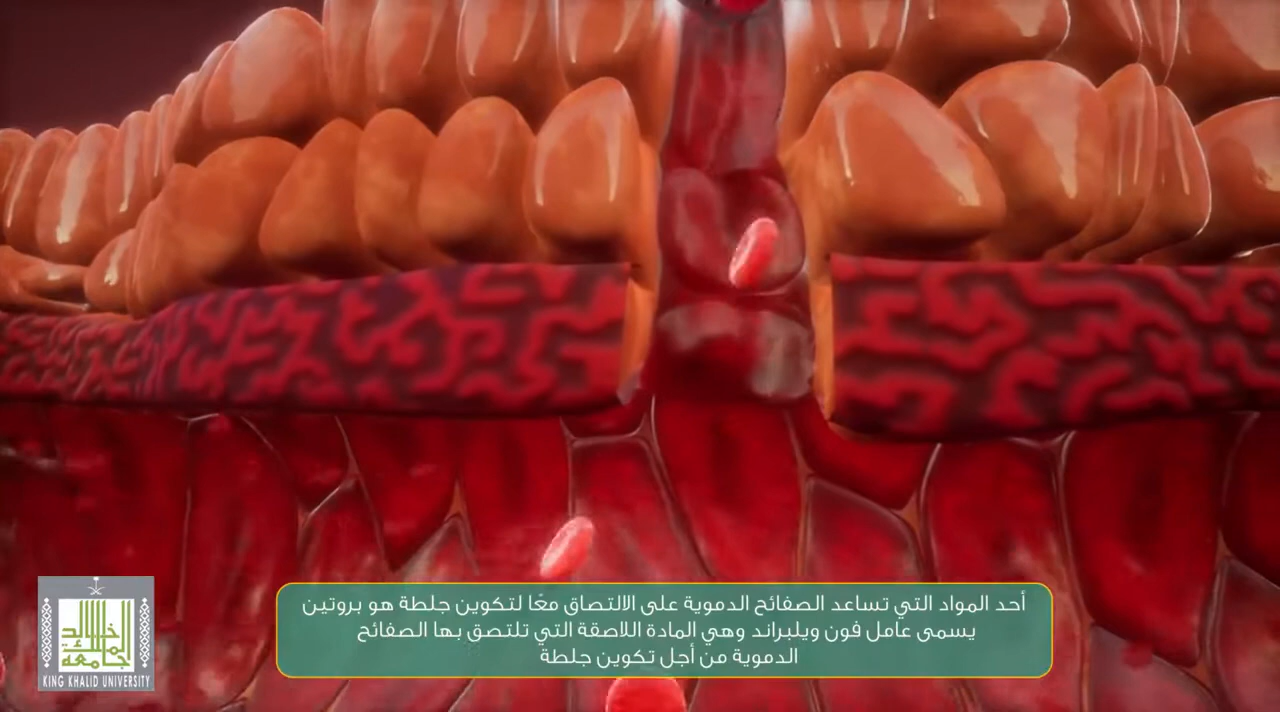 أحد المواد التي تساعد الصفائح الدموية على الالتصاق معًا لتكوين جلطة هو بروتين
يسمى عامل فون ويلبراند وهي المادة اللاصقة التي تلتصق بها الصفائح
الدموية من أجل تكوين جلطة
جامعة الملك خالد
KING KHALID UNIVERSITY